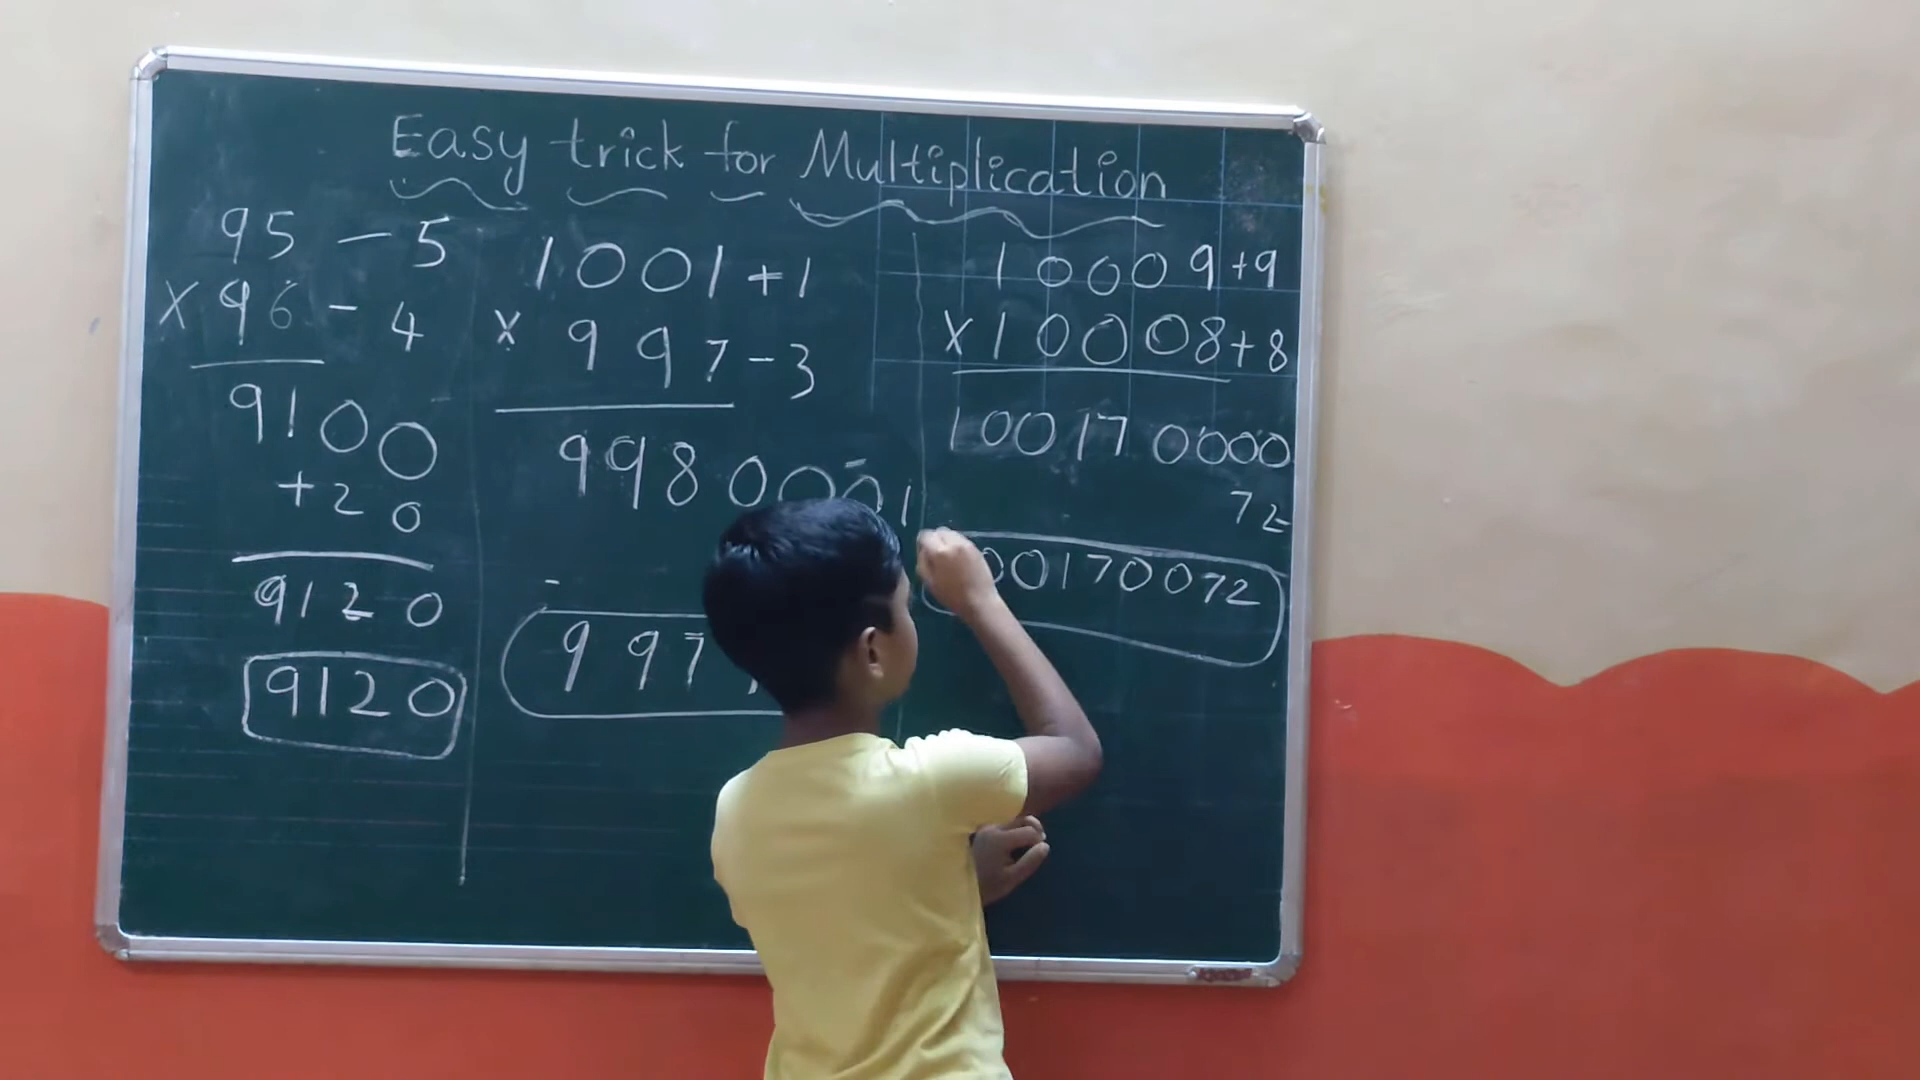 Easy trick for Multiplication
95 - 5
x 96 - 4
9100
+ 20
9120
9120
1001 + 1
x 997 - 3
998000
-
997
10009 + 9
x 10008 + 8
100170000
72
00170072